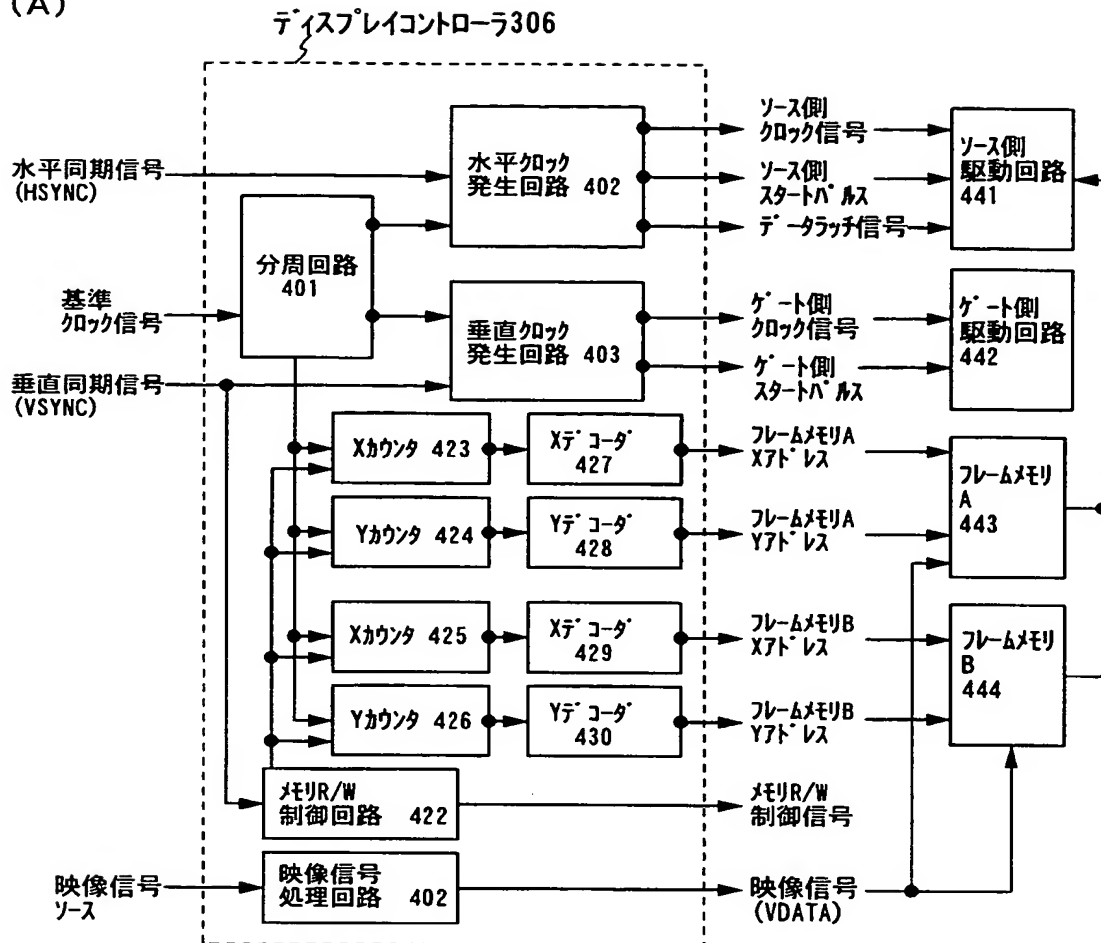 (A)
ディスプレイコントローラ306
水平同期信号
(HSYNC)
基準
クロック信号
垂直同期信号
(VSYNC)
映像信号
ソース
分周回路
401
水平クロック
発生回路 402
垂直クロック
発生回路 403
Xカウンタ 423
Xデコーダ
427
Yカウンタ 424
Yデコーダ
428
Xカウンタ 425
Xデコーダ
429
Yカウンタ 426
Yデコーダ
430
メモリR/W
制御回路 422
映像信号
処理回路 402
ソース側
クロック信号
ソース側
スタートパルス
データラッチ信号
ゲート側
クロック信号
ゲート側
スタートパルス
フレームメモリA
Xアドレス
フレームメモリA
Yアドレス
フレームメモリB
Xアドレス
フレームメモリB
Yアドレス
メモリR/W
制御信号
映像信号
(VDATA)
ソース側
駆動回路
441
ゲート側
駆動回路
442
フレームメモリ
A
443
フレームメモリ
B
444